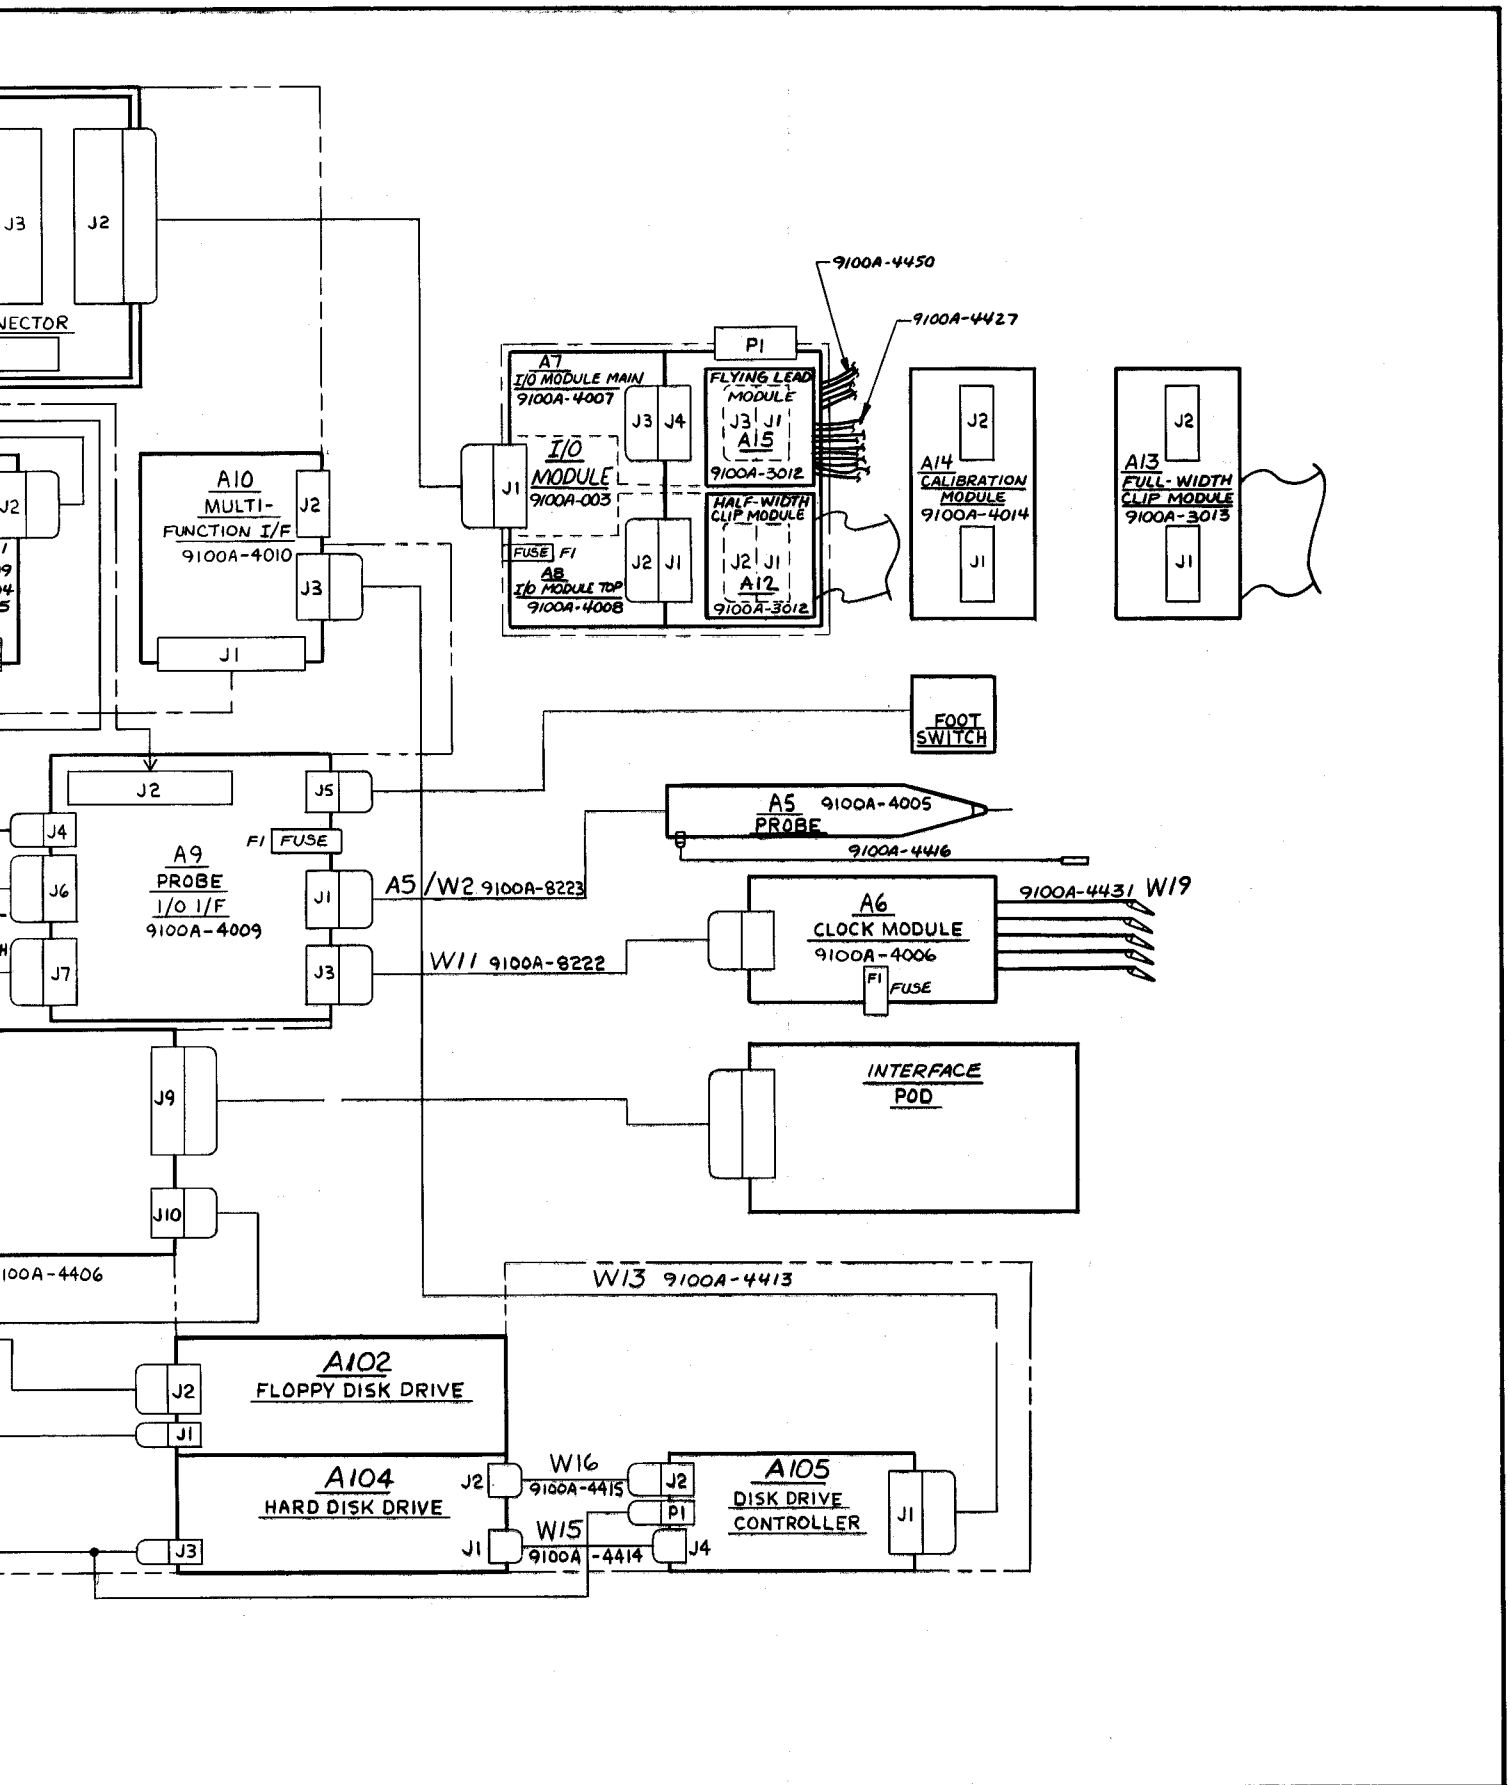 J3
J2
NECTOR
9100A-4450
9100A-4427
P1
A7
I/O MODULE MAIN
9100A-4007
J3
J4
FLYING LEAD
MODULE
J3
J1
A15
9100A-3012
I/O
MODULE
9100A-003
J1
HALF-WIDTH
CLIP MODULE
J2
J1
A12
9100A-3012
FUSE
F1
A8
I/O MODULE TOP
9100A-4008
J2
J1
J2
A14
CALIBRATION
MODULE
9100A-4014
J1
J2
A13
FULL-WIDTH
CLIP MODULE
9100A-3013
J1
J2
1
9
04
5
A10
MULTI-
FUNCTION I/F
9100A-4010
J2
J3
J1
FOOT
SWITCH
J2
J5
J4
F1
FUSE
A9
PROBE
I/O I/F
9100A-4009
J6
J1
H
J7
J3
A5/W2 9100A-8223
A5 9100A-4005
PROBE
9100A-4416
W11 9100A-8222
A6
CLOCK MODULE
9100A-4006
F1
FUSE
9100A-4431 W19
J9
INTERFACE
POD
J10
100A-4406
W13 9100A-4413
A102
FLOPPY DISK DRIVE
J2
J1
A104
HARD DISK DRIVE
J2
J1
J3
W16
9100A-4415
W15
9100A-4414
J2
P1
J4
A105
DISK DRIVE
CONTROLLER
J1